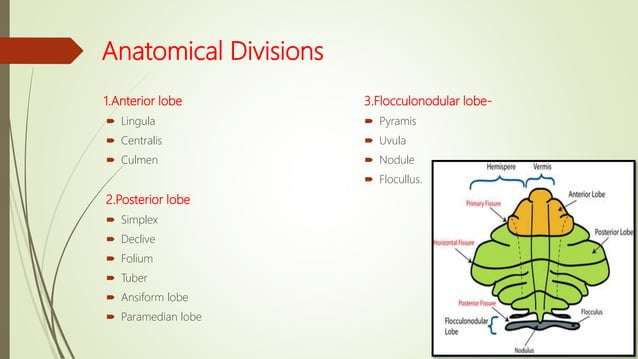 Anatomical Divisions
1.Anterior lobe
Lingula
Centralis
Culmen
2.Posterior lobe
Simplex
Declive
Folium
Tuber
Ansiform lobe
Paramedian lobe
3.Flocculonodular lobe-
Pyramis
Uvula
Nodule
Flocullus.
Hemispere
Vermis
Primary Fissure
Anterior Lobe
Posterior Lobe
Horizontal Fissure
Posterior Fissure
Flocculus
Flocculonodular
Lobe
Nodulus